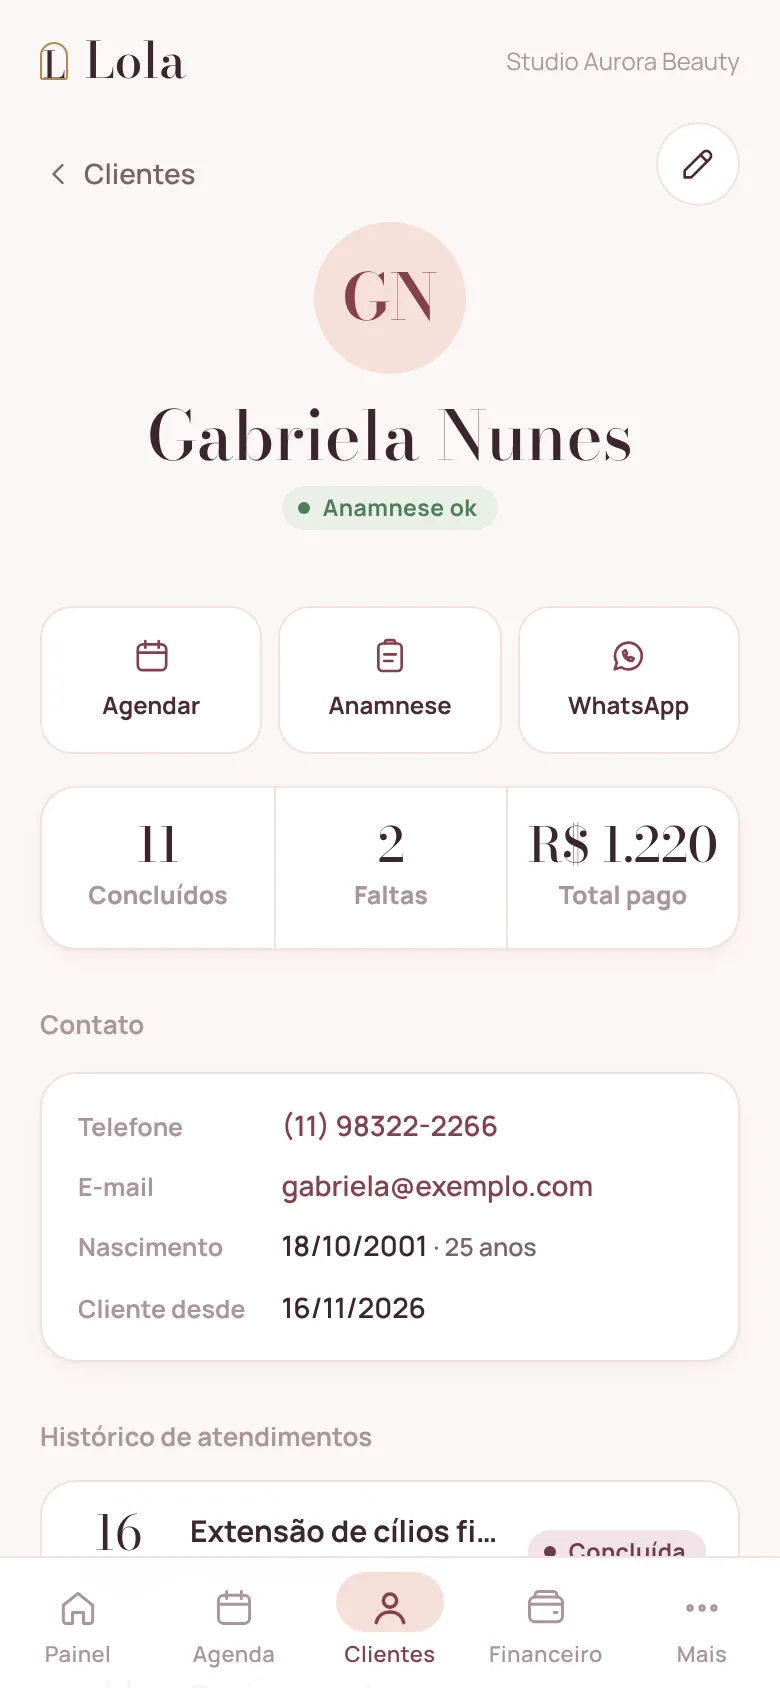 L Lola
Studio Aurora Beauty
Clientes
GN
Gabriela Nunes
Anamnese ok
Agendar
Anamnese
WhatsApp
11
Concluídos
2
Faltas
R$ 1.220
Total pago
Contato
Telefone (11) 98322-2266
E-mail gabriela@exemplo.com
Nascimento 18/10/2001 · 25 anos
Cliente desde 16/11/2026
Histórico de atendimentos
16 Extensão de cílios fi... Concluída
Painel
Agenda
Clientes
Financeiro
Mais